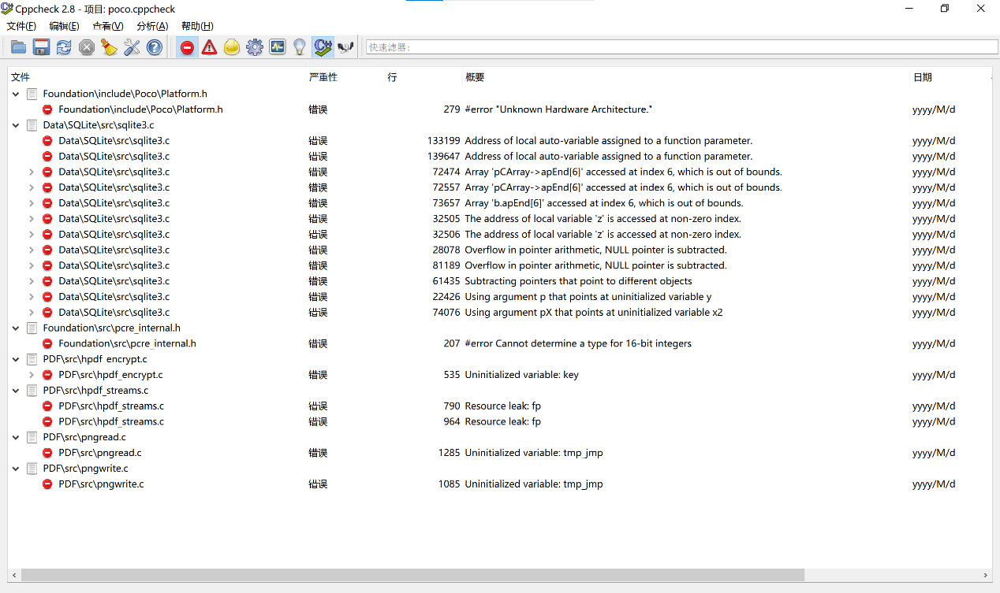 Cppcheck 2.8 - 项目: poco.cppcheck
文件(F) 编辑(E) 查看(V) 分析(A) 帮助(H)
快速滤器:
文件 严重性 行 概要 日期
Foundation\include\Poco\Platform.h
Foundation\include\Poco\Platform.h 错误 279 #error "Unknown Hardware Architecture." yyyy/M/d
Data\SQLite\src\sqlite3.c
Data\SQLite\src\sqlite3.c 错误 133199 Address of local auto-variable assigned to a function parameter. yyyy/M/d
Data\SQLite\src\sqlite3.c 错误 139647 Address of local auto-variable assigned to a function parameter. yyyy/M/d
Data\SQLite\src\sqlite3.c 错误 72474 Array 'pCArray->apEnd[6]' accessed at index 6, which is out of bounds. yyyy/M/d
Data\SQLite\src\sqlite3.c 错误 72557 Array 'pCArray->apEnd[6]' accessed at index 6, which is out of bounds. yyyy/M/d
Data\SQLite\src\sqlite3.c 错误 73657 Array 'b.apEnd[6]' accessed at index 6, which is out of bounds. yyyy/M/d
Data\SQLite\src\sqlite3.c 错误 32505 The address of local variable 'z' is accessed at non-zero index. yyyy/M/d
Data\SQLite\src\sqlite3.c 错误 32506 The address of local variable 'z' is accessed at non-zero index. yyyy/M/d
Data\SQLite\src\sqlite3.c 错误 28078 Overflow in pointer arithmetic, NULL pointer is subtracted. yyyy/M/d
Data\SQLite\src\sqlite3.c 错误 81189 Overflow in pointer arithmetic, NULL pointer is subtracted. yyyy/M/d
Data\SQLite\src\sqlite3.c 错误 61435 Subtracting pointers that point to different objects yyyy/M/d
Data\SQLite\src\sqlite3.c 错误 22426 Using argument p that points at uninitialized variable y yyyy/M/d
Data\SQLite\src\sqlite3.c 错误 74076 Using argument pX that points at uninitialized variable x2 yyyy/M/d
Foundation\src\pcre_internal.h
Foundation\src\pcre_internal.h 错误 207 #error Cannot determine a type for 16-bit integers yyyy/M/d
PDF\src\hpdf_encrypt.c
PDF\src\hpdf_encrypt.c 错误 535 Uninitialized variable: key yyyy/M/d
PDF\src\hpdf_streams.c
PDF\src\hpdf_streams.c 错误 790 Resource leak: fp yyyy/M/d
PDF\src\hpdf_streams.c 错误 964 Resource leak: fp yyyy/M/d
PDF\src\pngread.c
PDF\src\pngread.c 错误 1285 Uninitialized variable: tmp_jmp yyyy/M/d
PDF\src\pngwrite.c
PDF\src\pngwrite.c 错误 1085 Uninitialized variable: tmp_jmp yyyy/M/d